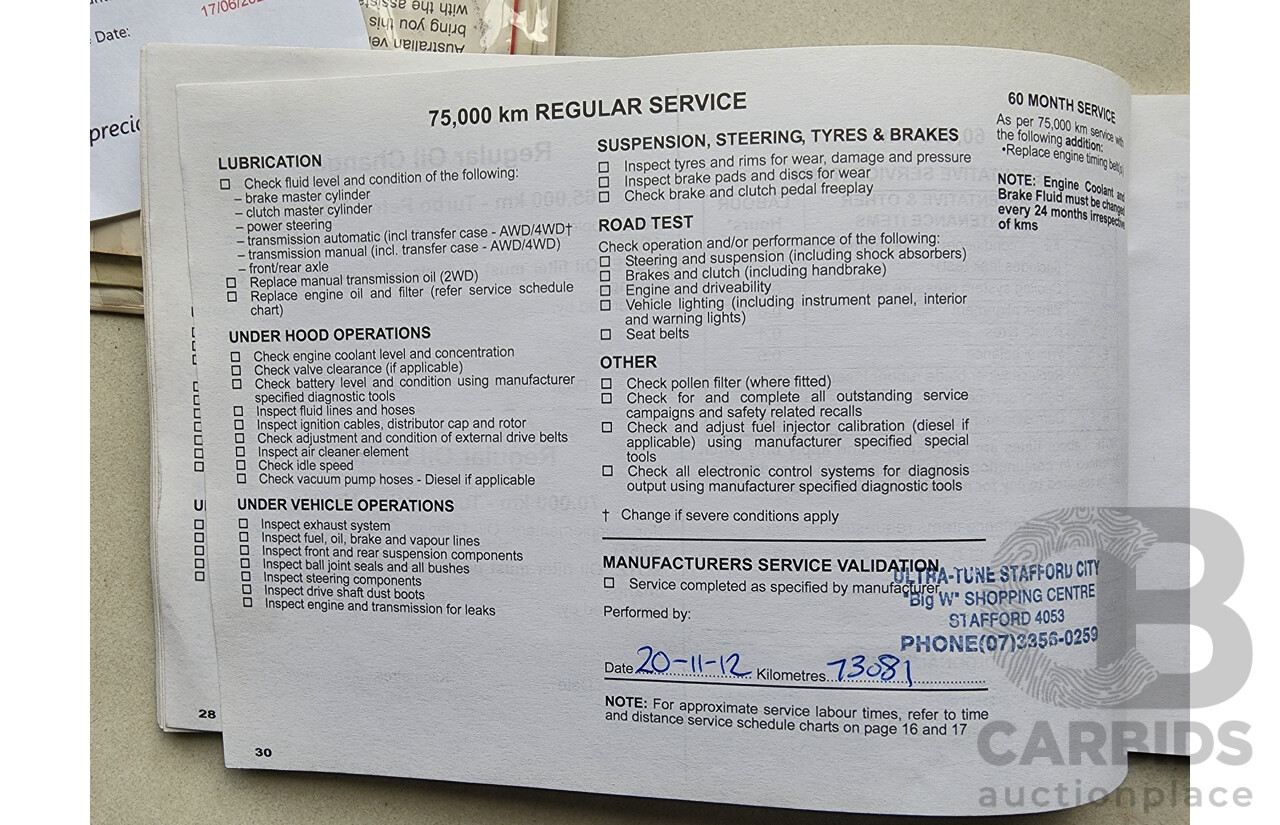 17/06/20
Date:
preci
with the assis
bring you this
Australian ve
75,000 km REGULAR SERVICE
LUBRICATION
Check fluid level and condition of the following:
– brake master cylinder
– clutch master cylinder
– power steering
– transmission automatic (incl transfer case - AWD/4WD†
– transmission manual (incl. transfer case - AWD/4WD)
– front/rear axle
Replace manual transmission oil (2WD)
Replace engine oil and filter (refer service schedule
chart)
UNDER HOOD OPERATIONS
Check engine coolant level and concentration
Check valve clearance (if applicable)
Check battery level and condition using manufacturer
specified diagnostic tools
Inspect fluid lines and hoses
Inspect ignition cables, distributor cap and rotor
Check adjustment and condition of external drive belts
Inspect air cleaner element
Check idle speed
Check vacuum pump hoses - Diesel if applicable
UNDER VEHICLE OPERATIONS
Inspect exhaust system
Inspect fuel, oil, brake and vapour lines
Inspect front and rear suspension components
Inspect ball joint seals and all bushes
Inspect steering components
Inspect drive shaft dust boots
Inspect engine and transmission for leaks
28
30
SUSPENSION, STEERING, TYRES & BRAKES
Inspect tyres and rims for wear, damage and pressure
Inspect brake pads and discs for wear
Check brake and clutch pedal freeplay
ROAD TEST
Check operation and/or performance of the following:
Steering and suspension (including shock absorbers)
Brakes and clutch (including handbrake)
Engine and driveability
Vehicle lighting (including instrument panel, interior
and warning lights)
Seat belts
OTHER
Check pollen filter (where fitted)
Check for and complete all outstanding service
campaigns and safety related recalls
Check and adjust fuel injector calibration (diesel if
applicable) using manufacturer specified special
tools
Check all electronic control systems for diagnosis
output using manufacturer specified diagnostic tools
† Change if severe conditions apply
MANUFACTURERS SERVICE VALIDATION
Service completed as specified by manufacturer
Performed by:
ULTRA-TUNE STAFFORD CITY
"Big W" SHOPPING CENTRE
STAFFORD 4053
PHONE(07)3356-0259
Date 20-11-12 Kilometres 73081
NOTE: For approximate service labour times, refer to time
and distance service schedule charts on page 16 and 17
60 MONTH SERVICE
As per 75,000 km service with
the following addition:
•Replace engine timing belt(s)
NOTE: Engine Coolant and
Brake Fluid must be changed
every 24 months irrespective
of kms
CB
CARBIDS
auctionplace